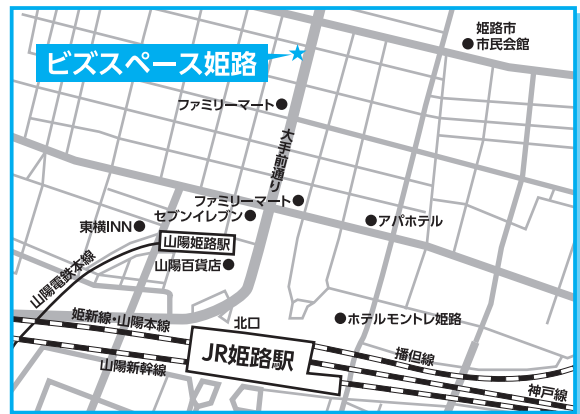 姫路市
市民会館
ビズスペース姫路
ファミリーマート
大手前通り
ファミリーマート
セブンイレブン
東横INN
アパホテル
山陽姫路駅
山陽百貨店
山陽電鉄本線
姫新線・山陽本線
北口
ホテルモントレ姫路
JR姫路駅
山陽新幹線
播但線
神戸線